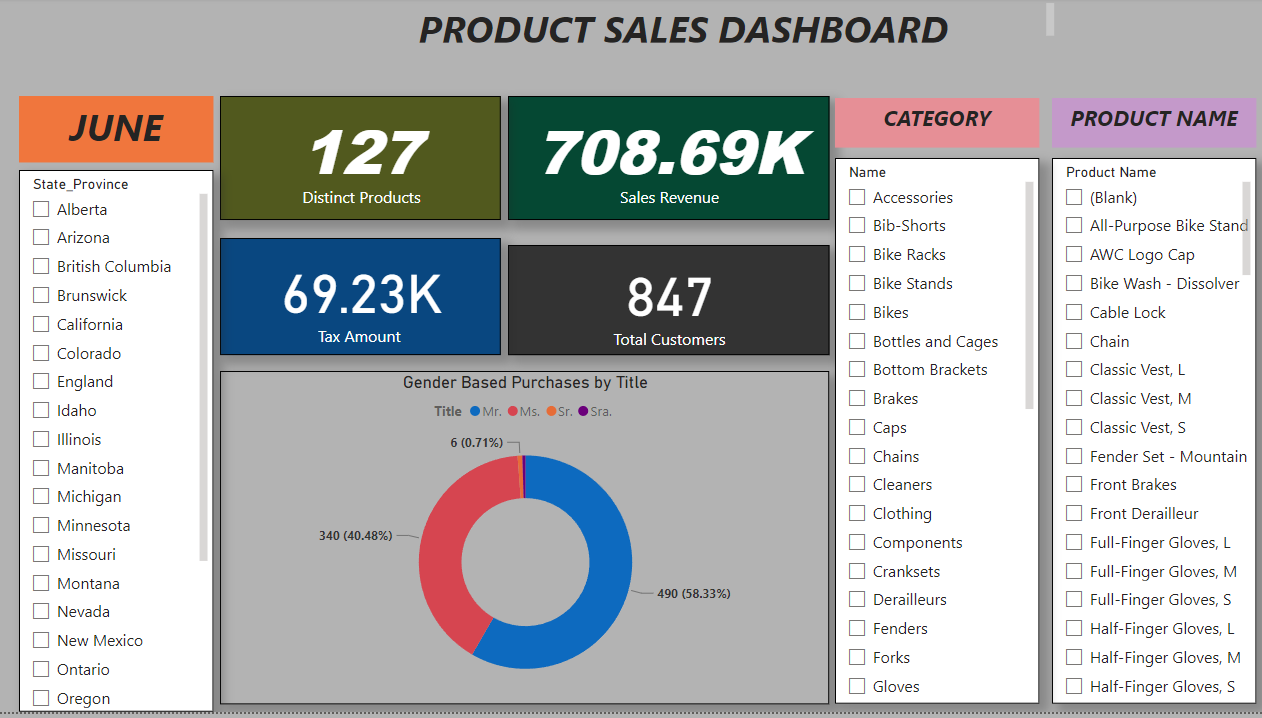 PRODUCT SALES DASHBOARD
JUNE
State_Province
Alberta
Arizona
British Columbia
Brunswick
California
Colorado
England
Idaho
Illinois
Manitoba
Michigan
Minnesota
Missouri
Montana
Nevada
New Mexico
Ontario
Oregon
127
Distinct Products
708.69K
Sales Revenue
69.23K
Tax Amount
847
Total Customers
Gender Based Purchases by Title
Title Mr. Ms. Sr. Sra.
6 (0.71%)
340 (40.48%)
490 (58.33%)
CATEGORY
Name
Accessories
Bib-Shorts
Bike Racks
Bike Stands
Bikes
Bottles and Cages
Bottom Brackets
Brakes
Caps
Chains
Cleaners
Clothing
Components
Cranksets
Derailleurs
Fenders
Forks
Gloves
PRODUCT NAME
Product Name
(Blank)
All-Purpose Bike Stand
AWC Logo Cap
Bike Wash - Dissolver
Cable Lock
Chain
Classic Vest, L
Classic Vest, M
Classic Vest, S
Fender Set - Mountain
Front Brakes
Front Derailleur
Full-Finger Gloves, L
Full-Finger Gloves, M
Full-Finger Gloves, S
Half-Finger Gloves, L
Half-Finger Gloves, M
Half-Finger Gloves, S